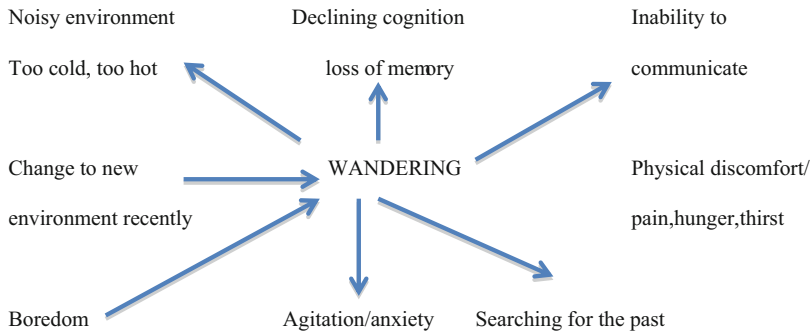 Noisy environment
Declining cognition
Inability to
Too cold, too hot
loss of memory
communicate
Change to new
WANDERING
Physical discomfort/
environment recently
pain,hunger,thirst
Boredom
Agitation/anxiety
Searching for the past